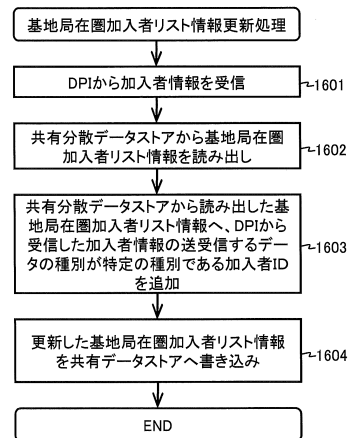 基地局在圏加入者リスト情報更新処理
DPIから加入者情報を受信
1601
共有分散データストアから基地局在圏
加入者リスト情報を読み出し
1602
共有分散データストアから読み出した基
地局在圏加入者リスト情報へ、DPIから
受信した加入者情報の送受信するデー
タの種別が特定の種別である加入者ID
を追加
1603
更新した基地局在圏加入者リスト情報
を共有データストアへ書き込み
1604
END